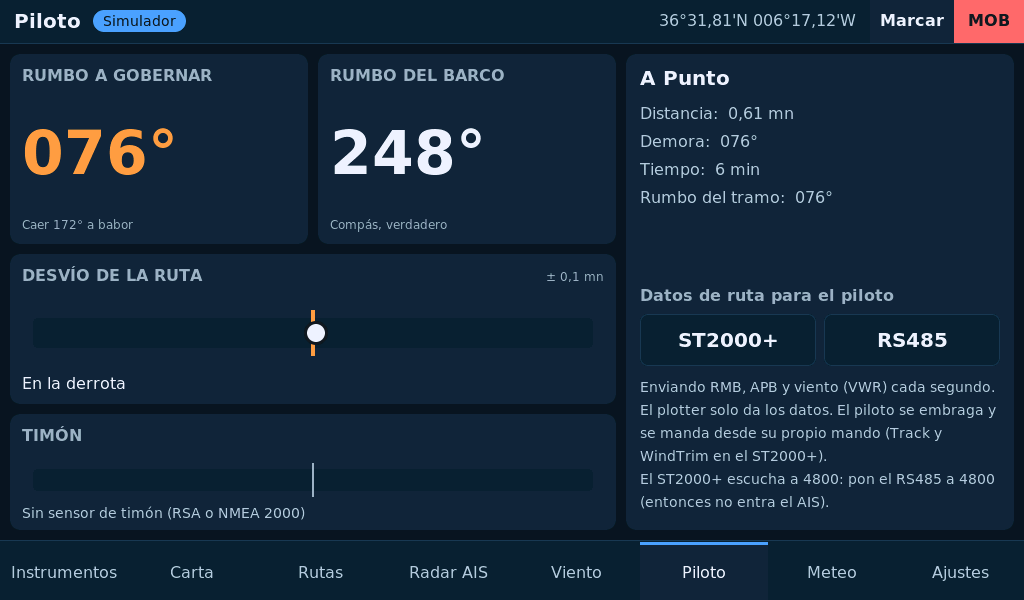 Piloto
Simulador
36°31,81'N 006°17,12'W
Marcar
MOB
RUMBO A GOBERNAR
076°
Caer 172° a babor
RUMBO DEL BARCO
248°
Compás, verdadero
DESVÍO DE LA RUTA
± 0,1 mn
En la derrota
TIMÓN
Sin sensor de timón (RSA o NMEA 2000)
A Punto
Distancia: 0,61 mn
Demora: 076°
Tiempo: 6 min
Rumbo del tramo: 076°
Datos de ruta para el piloto
ST2000+
RS485
Enviando RMB, APB y viento (VWR) cada segundo.
El plotter solo da los datos. El piloto se embraga y
se manda desde su propio mando (Track y
WindTrim en el ST2000+).
El ST2000+ escucha a 4800: pon el RS485 a 4800
(entonces no entra el AIS).
Instrumentos
Carta
Rutas
Radar AIS
Viento
Piloto
Meteo
Ajustes